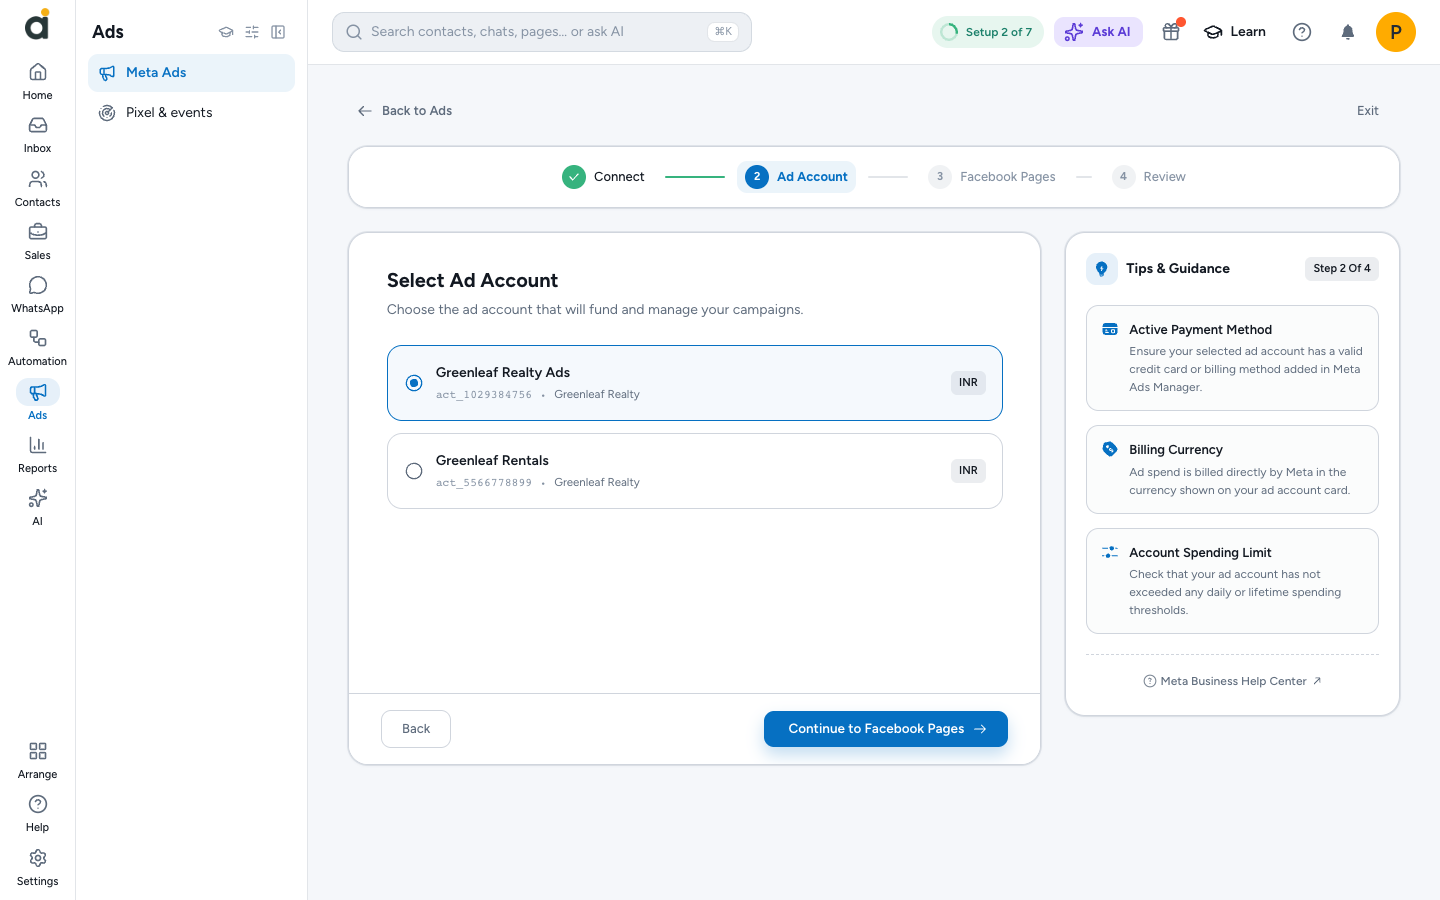 Ads
Search contacts, chats, pages... or ask AI
⌘K
Setup 2 of 7
Ask AI
Learn
P
Home
Inbox
Contacts
Sales
WhatsApp
Automation
Ads
Reports
AI
Arrange
Help
Settings
Meta Ads
Pixel & events
Back to Ads
Exit
Connect
2 Ad Account
3 Facebook Pages
4 Review
Select Ad Account
Choose the ad account that will fund and manage your campaigns.
Greenleaf Realty Ads
act_1029384756 • Greenleaf Realty
INR
Greenleaf Rentals
act_5566778899 • Greenleaf Realty
INR
Back
Continue to Facebook Pages
Tips & Guidance
Step 2 Of 4
Active Payment Method
Ensure your selected ad account has a valid
credit card or billing method added in Meta
Ads Manager.
Billing Currency
Ad spend is billed directly by Meta in the
currency shown on your ad account card.
Account Spending Limit
Check that your ad account has not
exceeded any daily or lifetime spending
thresholds.
Meta Business Help Center